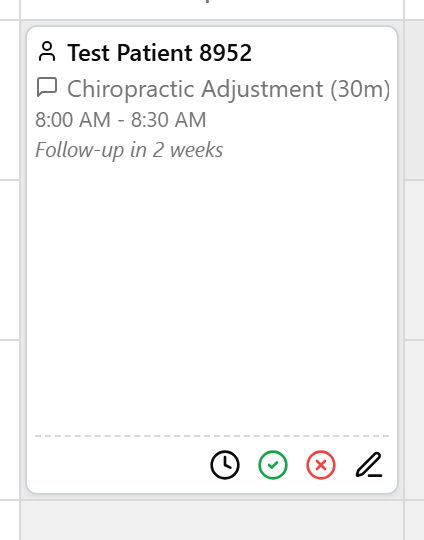 Test Patient 8952
Chiropractic Adjustment (30m)
8:00 AM - 8:30 AM
Follow-up in 2 weeks